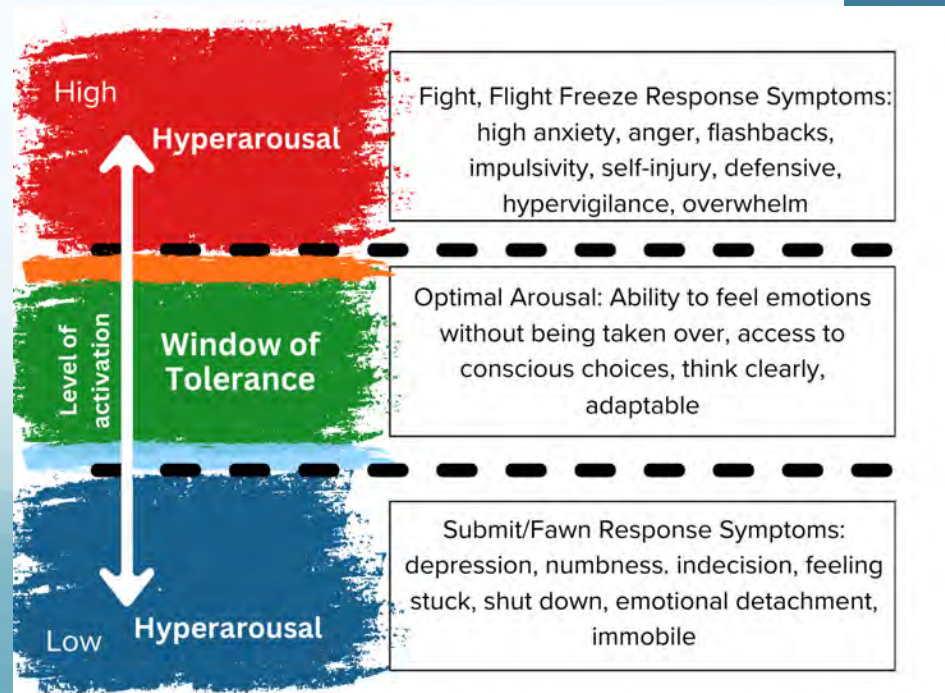 High
Hyperarousal
Fight, Flight Freeze Response Symptoms:
high anxiety, anger, flashbacks,
impulsivity, self-injury, defensive,
hypervigilance, overwhelm
Level of
activation
Window of
Tolerance
Optimal Arousal: Ability to feel emotions
without being taken over, access to
conscious choices, think clearly,
adaptable
Low
Hyperarousal
Submit/Fawn Response Symptoms:
depression, numbness. indecision, feeling
stuck, shut down, emotional detachment,
immobile